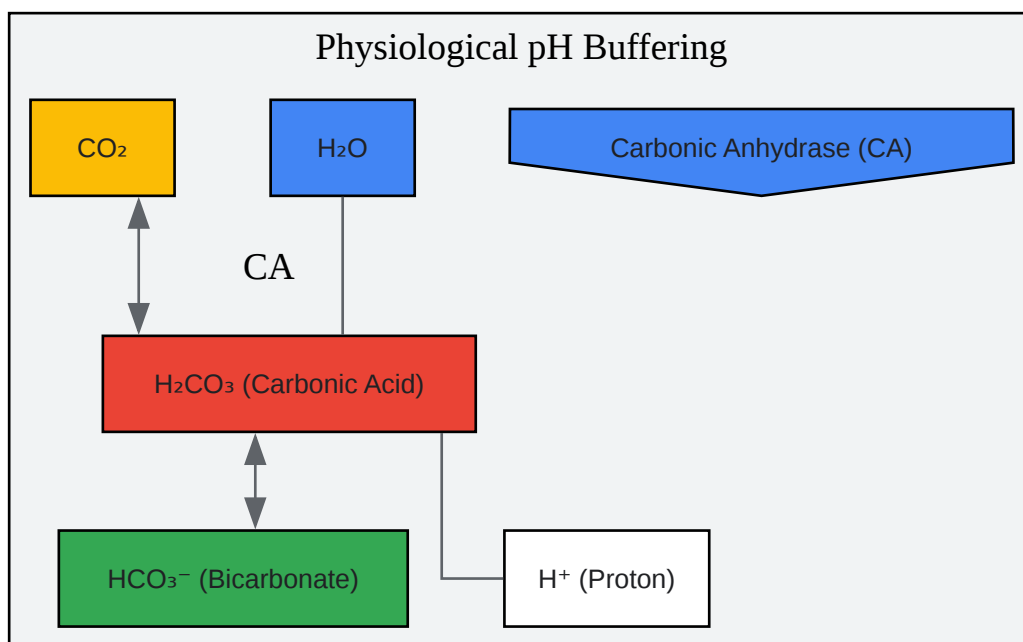 Physiological pH Buffering
CO₂
H₂O
Carbonic Anhydrase (CA)
CA
H₂CO₃ (Carbonic Acid)
HCO₃⁻ (Bicarbonate)
H⁺ (Proton)